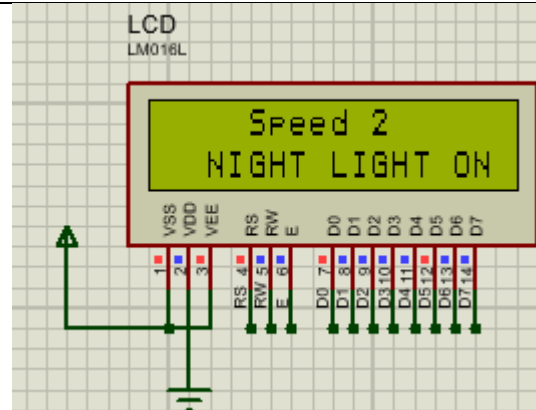 LCD
LM016L
Speed 2
NIGHT LIGHT ON
VSS VDD VEE RS RW E D0 D1 D2 D3 D4 D5 D6 D7
1 2 3 4 5 6 7 8 9 10 11 12 13 14
RS RW E D0 D1 D2 D3 D4 D5 D6 D7